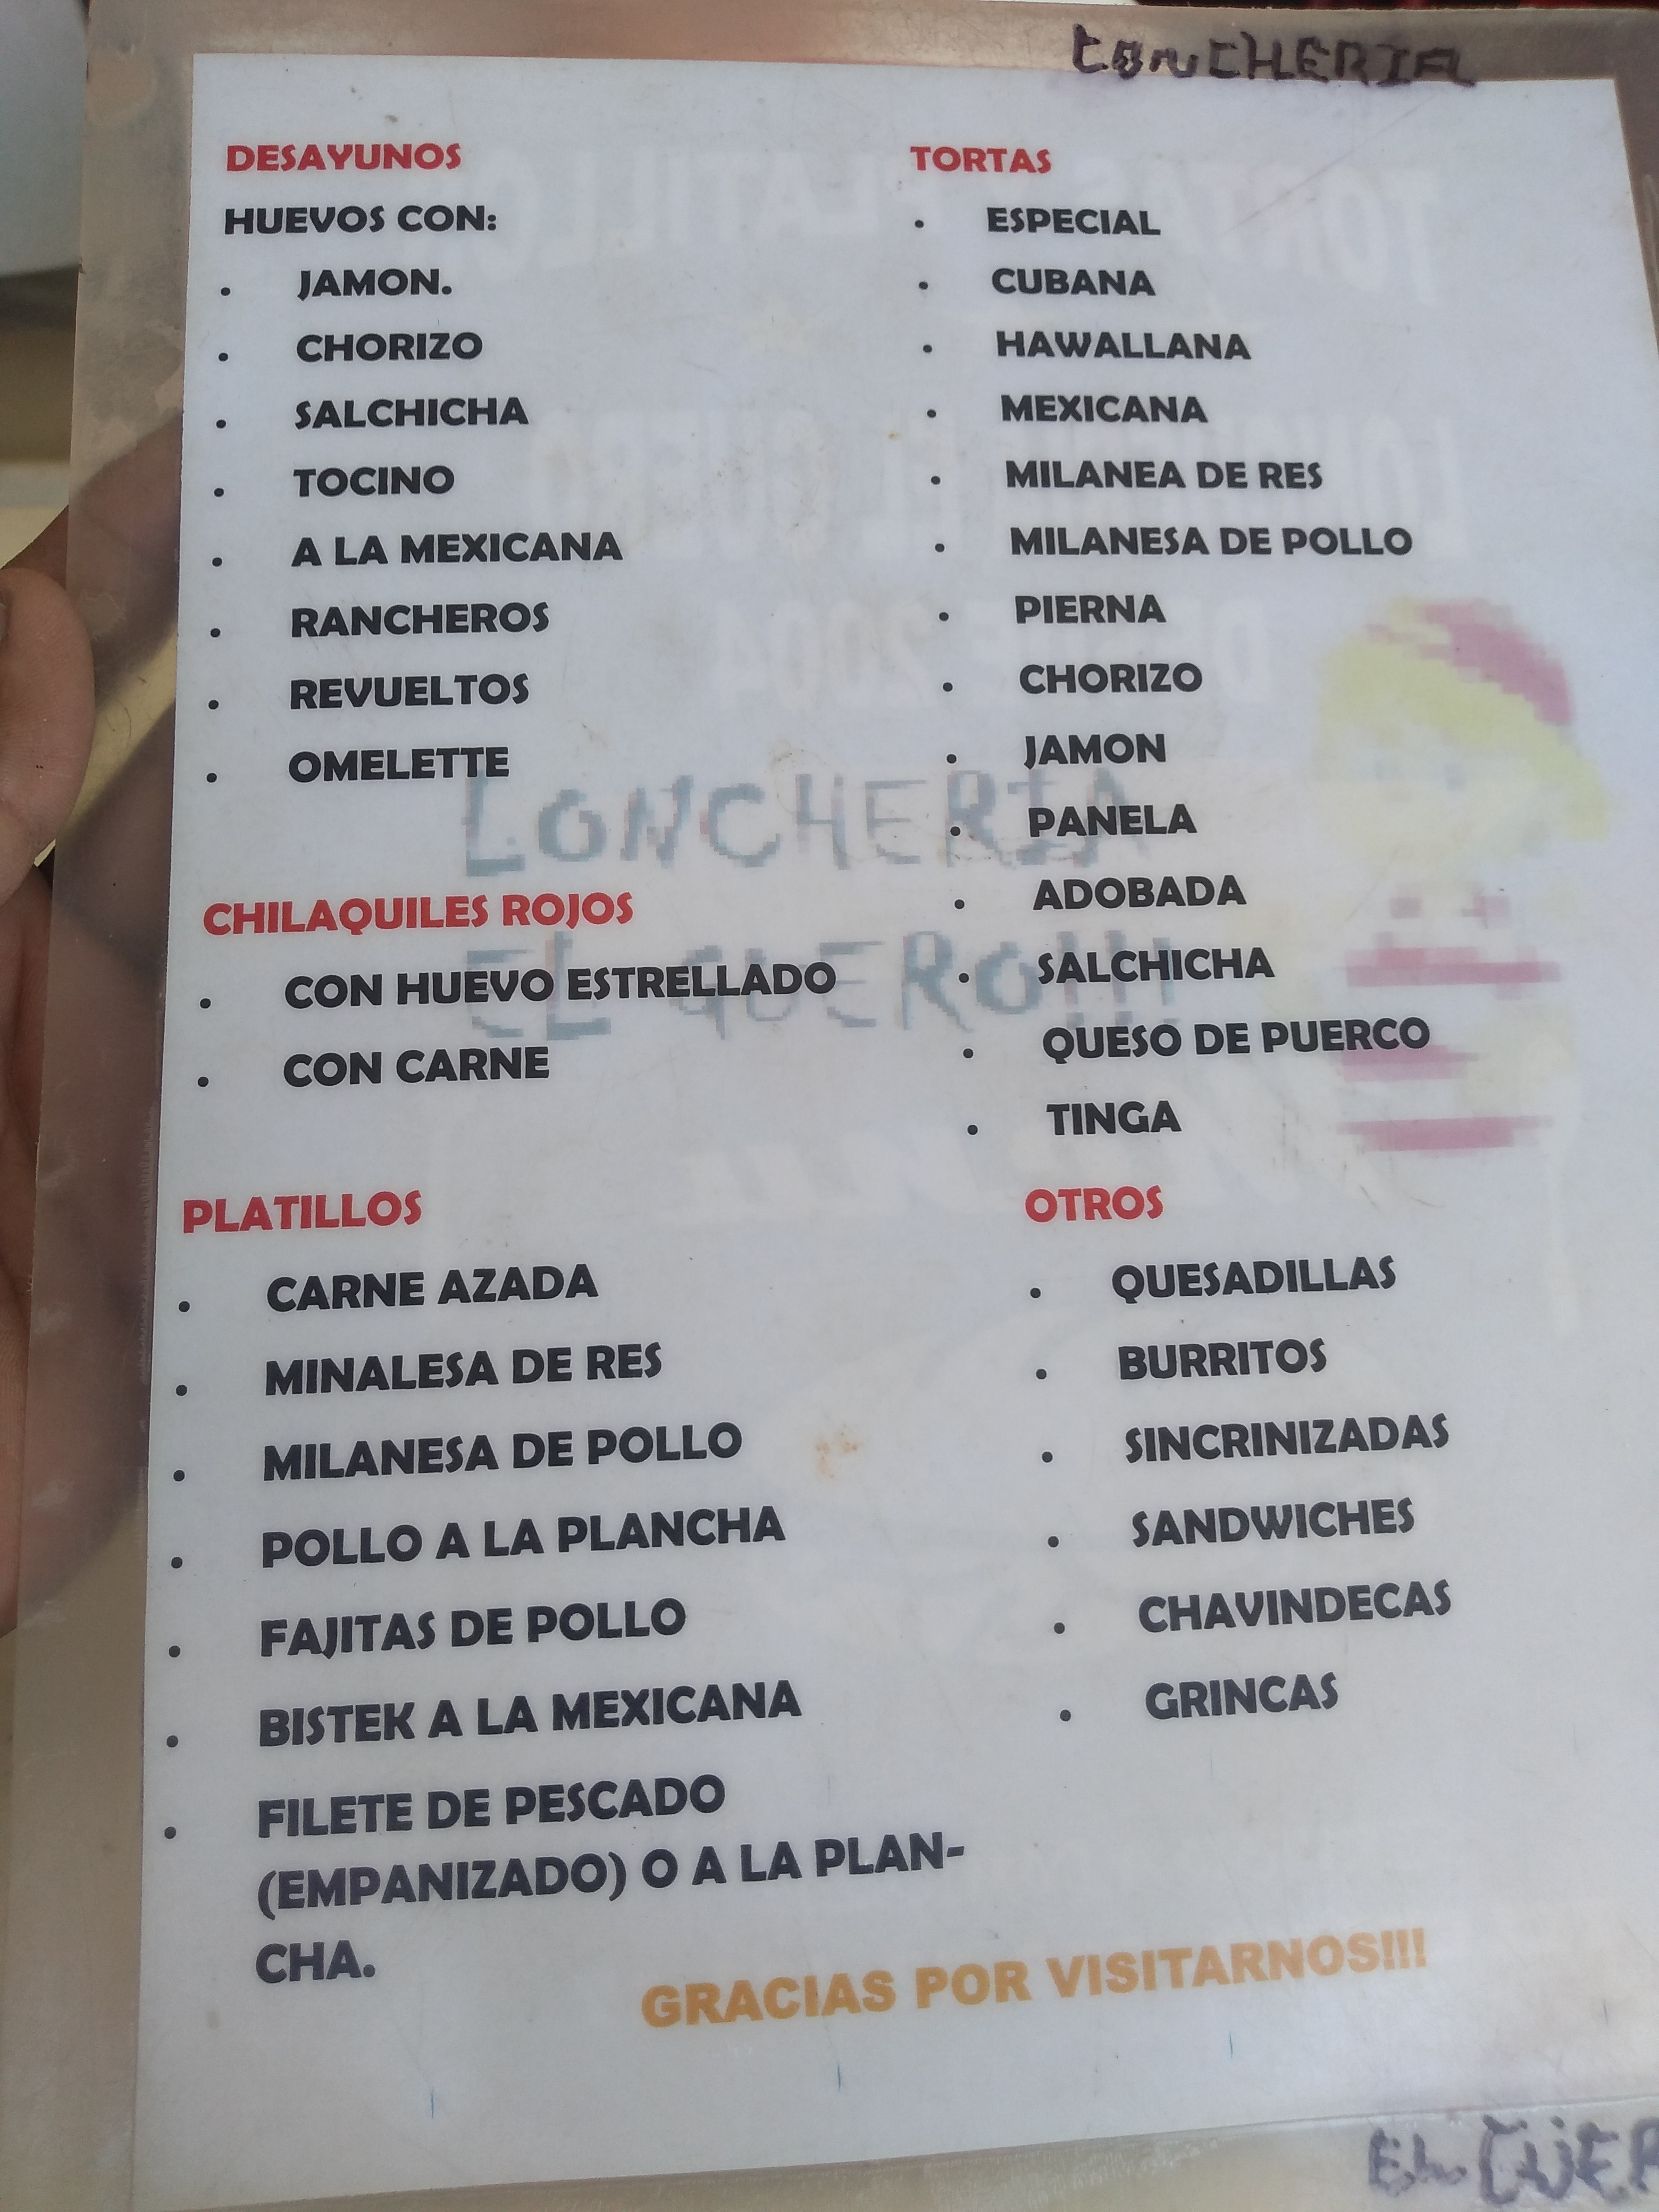 LONCHERIA
DESAYUNOS
HUEVOS CON:
• JAMON.
• CHORIZO
• SALCHICHA
• TOCINO
• A LA MEXICANA
• RANCHEROS
• REVUELTOS
• OMELETTE
CHILAQUILES ROJOS
• CON HUEVO ESTRELLADO
• CON CARNE
PLATILLOS
• CARNE AZADA
• MINALESA DE RES
• MILANESA DE POLLO
• POLLO A LA PLANCHA
• FAJITAS DE POLLO
• BISTEK A LA MEXICANA
• FILETE DE PESCADO
(EMPANIZADO) O A LA PLAN-
CHA.
TORTAS
• ESPECIAL
• CUBANA
• HAWALLANA
• MEXICANA
• MILANEA DE RES
• MILANESA DE POLLO
• PIERNA
• CHORIZO
• JAMON
• PANELA
• ADOBADA
• SALCHICHA
• QUESO DE PUERCO
• TINGA
OTROS
• QUESADILLAS
• BURRITOS
• SINCRINIZADAS
• SANDWICHES
• CHAVINDECAS
• GRINCAS
LONCHERIA
EL GUERO!!!
GRACIAS POR VISITARNOS!!!
EL GÜER